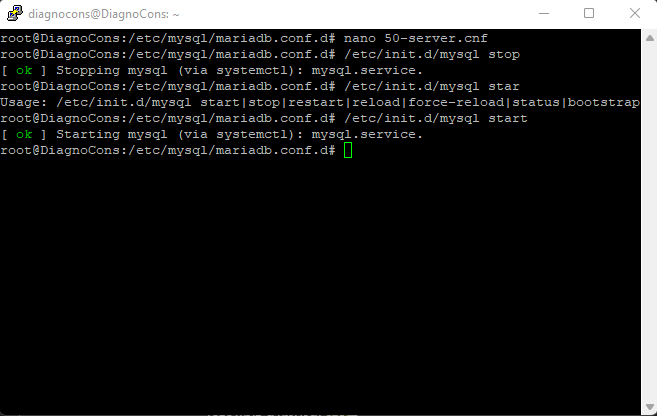 diagnocons@DiagnoCons: ~
root@DiagnoCons:/etc/mysql/mariadb.conf.d# nano 50-server.cnf
root@DiagnoCons:/etc/mysql/mariadb.conf.d# /etc/init.d/mysql stop
[ ok ] Stopping mysql (via systemctl): mysql.service.
root@DiagnoCons:/etc/mysql/mariadb.conf.d# /etc/init.d/mysql star
Usage: /etc/init.d/mysql start|stop|restart|reload|force-reload|status|bootstrap
root@DiagnoCons:/etc/mysql/mariadb.conf.d# /etc/init.d/mysql start
[ ok ] Starting mysql (via systemctl): mysql.service.
root@DiagnoCons:/etc/mysql/mariadb.conf.d#